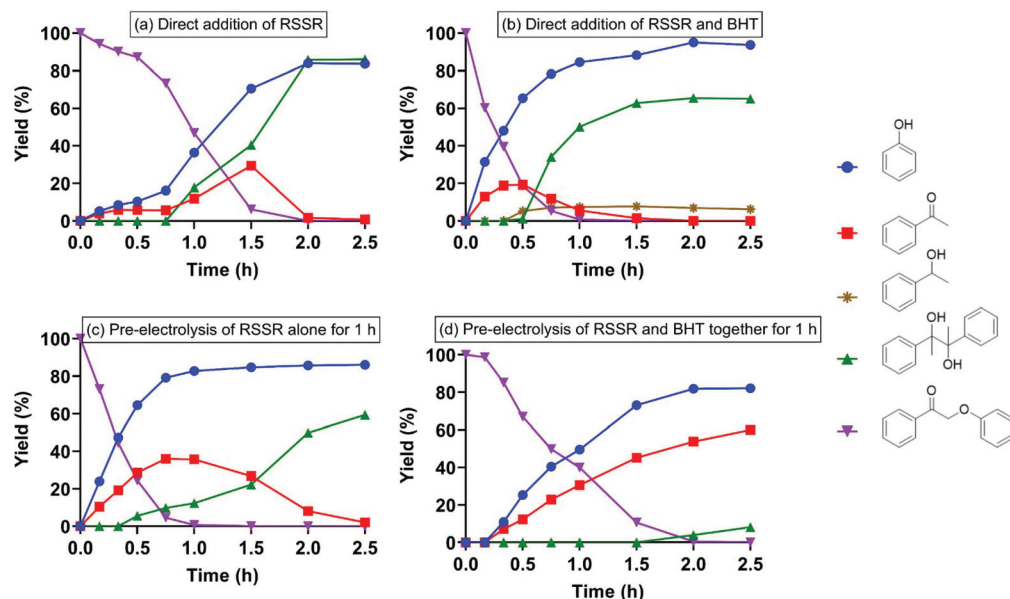 (a) Direct addition of RSSR
Yield (%)
100
80
60
40
20
0
0.0 0.5 1.0 1.5 2.0 2.5
Time (h)
(b) Direct addition of RSSR and BHT
Yield (%)
100
80
60
40
20
0
0.0 0.5 1.0 1.5 2.0 2.5
Time (h)
(c) Pre-electrolysis of RSSR alone for 1 h
Yield (%)
100
80
60
40
20
0
0.0 0.5 1.0 1.5 2.0 2.5
Time (h)
(d) Pre-electrolysis of RSSR and BHT together for 1 h
Yield (%)
100
80
60
40
20
0
0.0 0.5 1.0 1.5 2.0 2.5
Time (h)
OH
O
OH
HO
OH
O
O